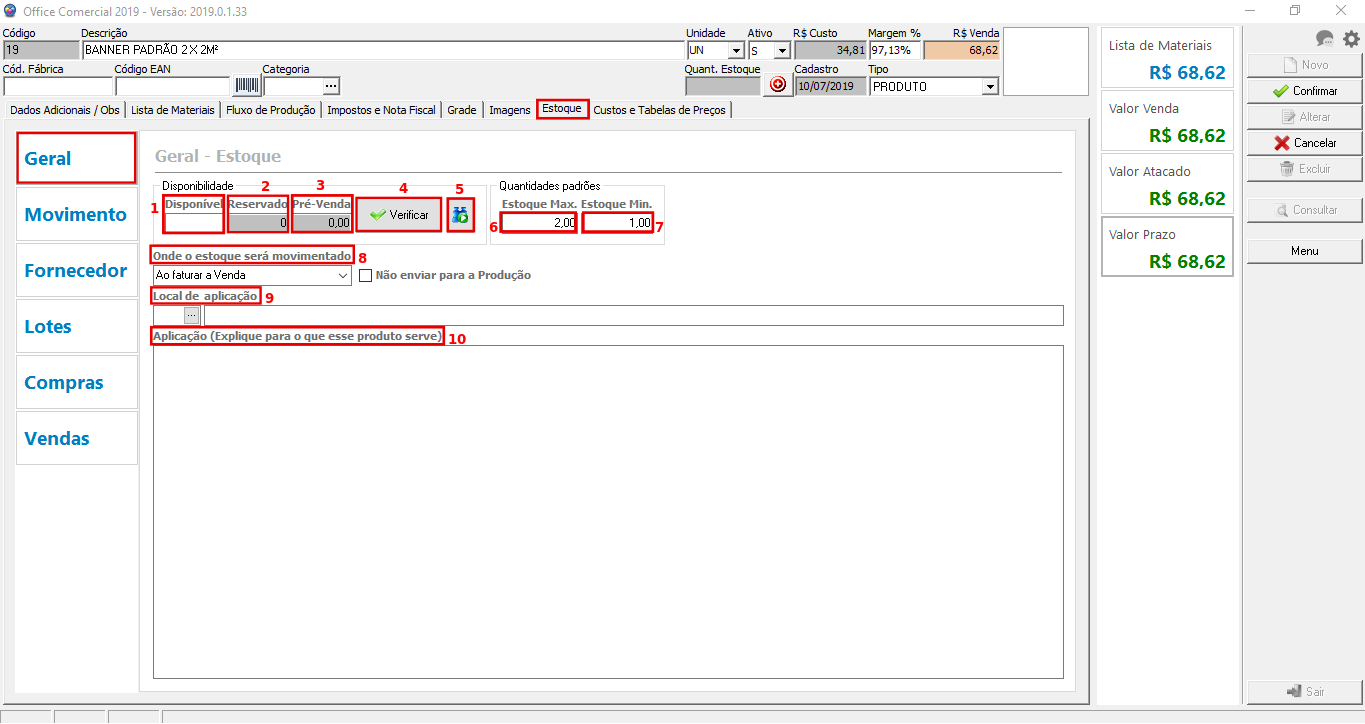 Office Comercial 2019 - Versão: 2019.0.1.33
Código Descrição Unidade Ativo R$ Custo Margem % R$ Venda
19 BANNER PADRÃO 2 X 2M² UN S 34,81 97,13% 68,62
Cód. Fábrica Código EAN Categoria Quant. Estoque Cadastro Tipo
... 10/07/2019 PRODUTO
Dados Adicionais / Obs Lista de Materiais Fluxo de Produção Impostos e Nota Fiscal Grade Imagens Estoque Custos e Tabelas de Preços
Geral
Movimento
Fornecedor
Lotes
Compras
Vendas
Geral - Estoque
Disponibilidade Quantidades padrões
2 3 4 5
1 Disponível Reservado Pré-Venda Verificar Estoque Max. Estoque Min.
0 0,00 6 2,00 1,00 7
Onde o estoque será movimentado 8
Ao faturar a Venda Não enviar para a Produção
Local de aplicação 9
...
Aplicação (Explique para o que esse produto serve) 10
Lista de Materiais
R$ 68,62
Valor Venda
R$ 68,62
Valor Atacado
R$ 68,62
Valor Prazo
R$ 68,62
Novo
Confirmar
Alterar
Cancelar
Excluir
Consultar
Menu
Sair